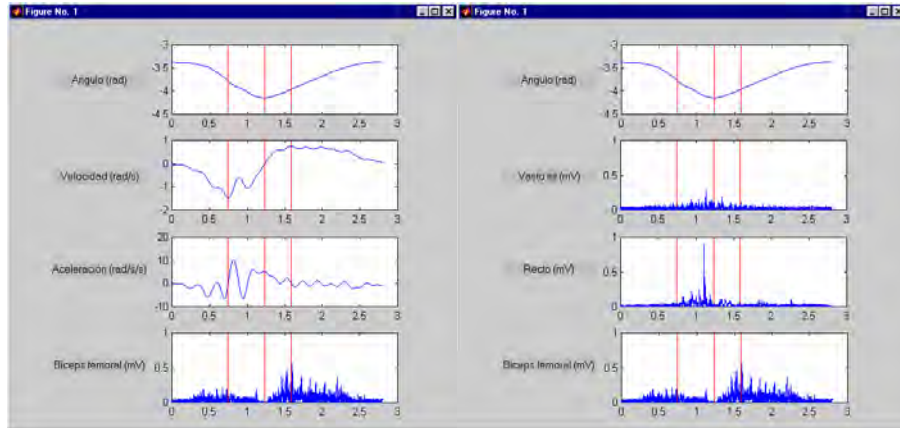 Figure No. 1
Angulo (rad)
-3
-3.5
-4
-4.5
0 0.5 1 1.5 2 2.5 3
Velocidad (rad/s)
1
0
-1
-2
0 0.5 1 1.5 2 2.5 3
Aceleración (rad/s/s)
20
10
0
-10
0 0.5 1 1.5 2 2.5 3
Biceps femoral (mV)
1
0.5
0
0 0.5 1 1.5 2 2.5 3
Figure No. 1
Angulo (rad)
-3
-3.5
-4
-4.5
0 0.5 1 1.5 2 2.5 3
Vasto (mV)
1
0.5
0
0 0.5 1 1.5 2 2.5 3
Recto (mV)
1
0.5
0
0 0.5 1 1.5 2 2.5 3
Biceps femoral (mV)
1
0.5
0
0 0.5 1 1.5 2 2.5 3